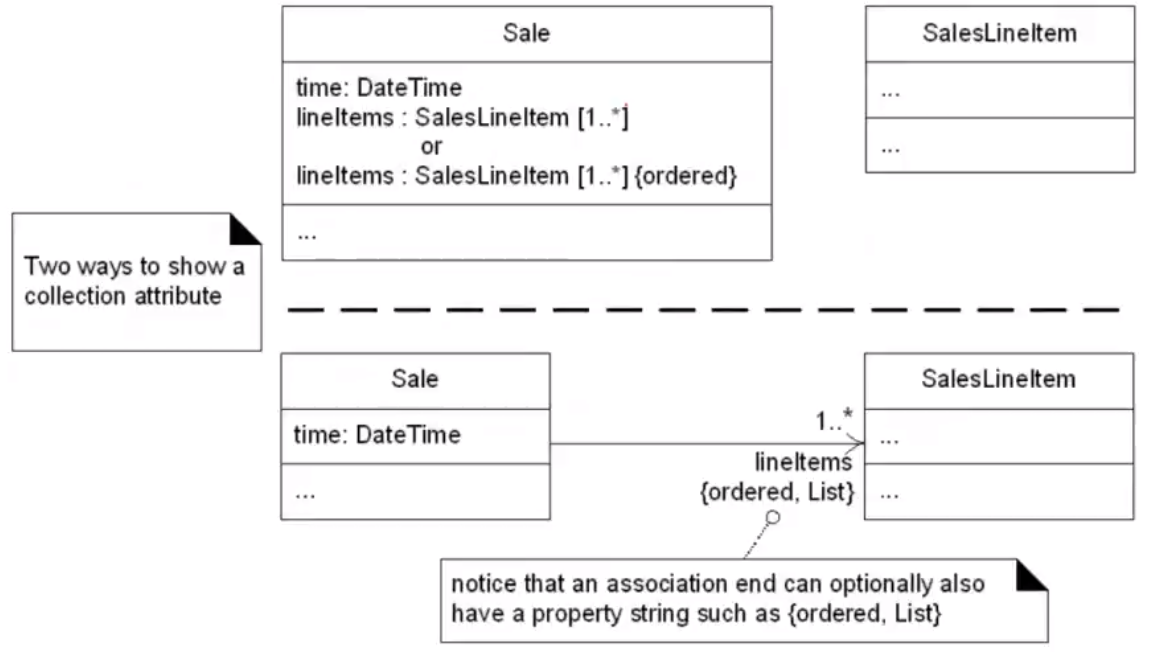 Sale
time: DateTime
lineItems : SalesLineItem [1..*]
or
lineItems : SalesLineItem [1..*] {ordered}
...
SalesLineItem
...
...
Two ways to show a
collection attribute
Sale
time: DateTime
...
1..*
lineItems
{ordered, List}
SalesLineItem
...
...
notice that an association end can optionally also
have a property string such as {ordered, List}